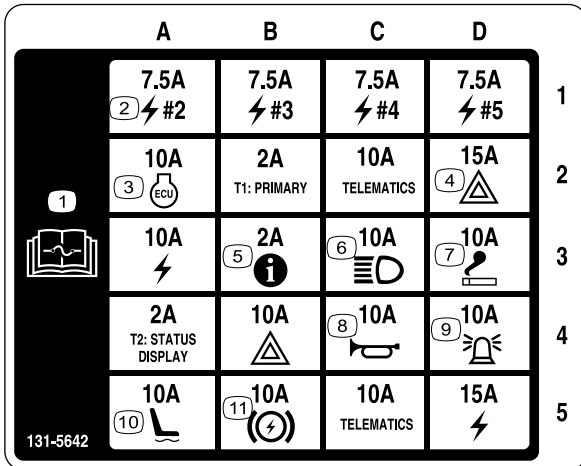 A B C D
7.5A 7.5A 7.5A 7.5A 1
2 #2 #3 #4 #5
10A 2A 10A 15A 2
3 ECU T1: PRIMARY TELEMATICS 4
1
10A 2A 10A 10A 3
5 i 6 7
2A 10A 10A 10A 4
T2: STATUS 8 9
DISPLAY
10A 10A 10A 15A 5
10 11 TELEMATICS
131-5642